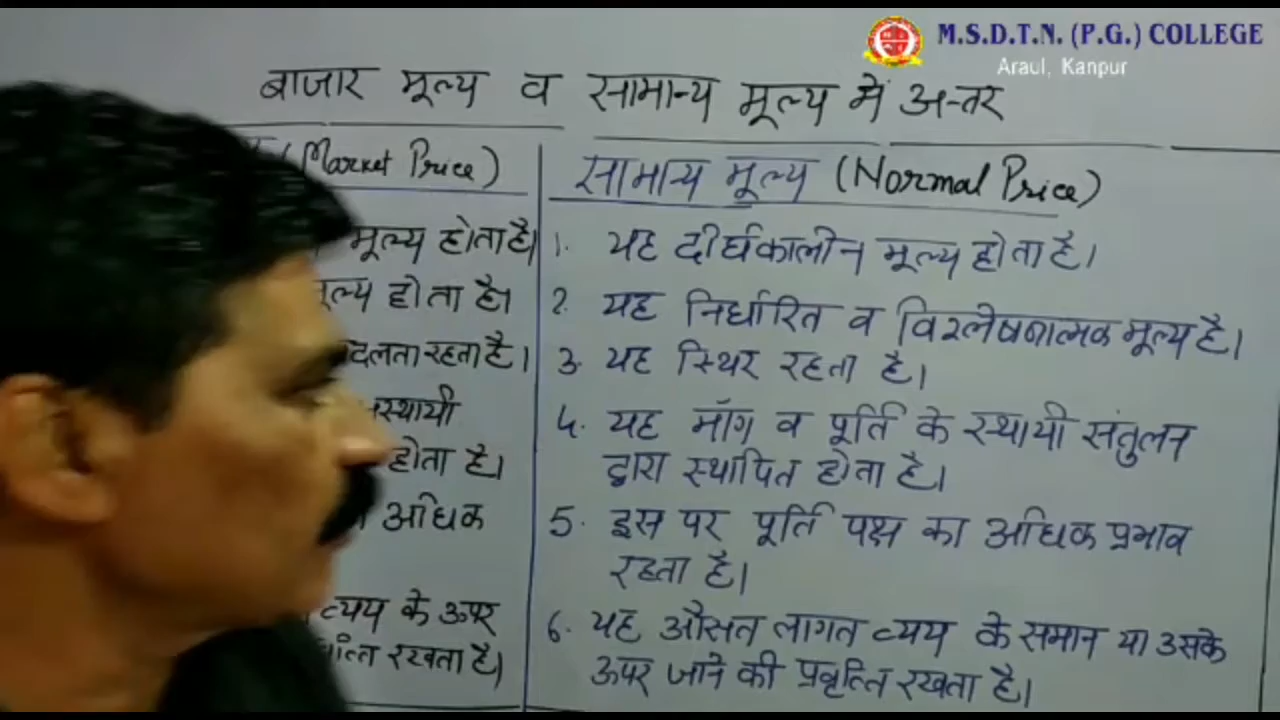 M.S.D.T.N. (P.G.) COLLEGE
Araul, Kanpur
बाजार मूल्य व सामान्य मूल्य में अन्तर
(Market Price)
मूल्य होता है।
होता है।
रहता है।
होता है।
अधिक
व्यय के ऊपर
रखता है।
सामान्य मूल्य (Normal Price)
1. यह दीर्घकालीन मूल्य होता है।
2. यह निर्धारित व विश्लेषनात्मक मूल्य है।
3. यह स्थिर रहता है।
4. यह माँग व पूर्ति के स्थायी संतुलन
द्वारा स्थापित होता है।
5. इस पर पूर्ति पक्ष का अधिक प्रभाव
रहता है।
6. यह औसत लागत व्यय के समान या उसके
ऊपर जाने की प्रवृत्ति रखता है।